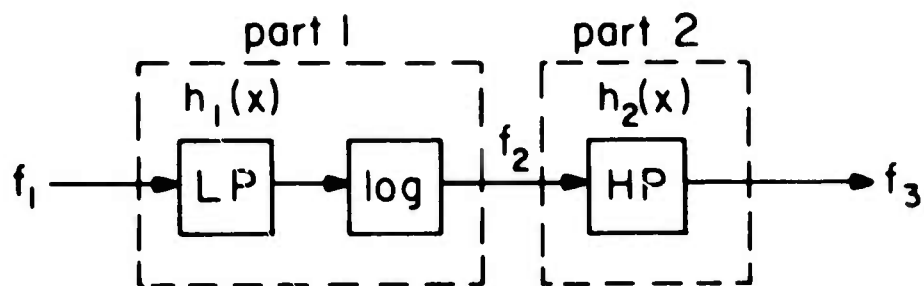 part 1 part 2
h₁(x) h₂(x)
f₁ LP log f₂ HP f₃